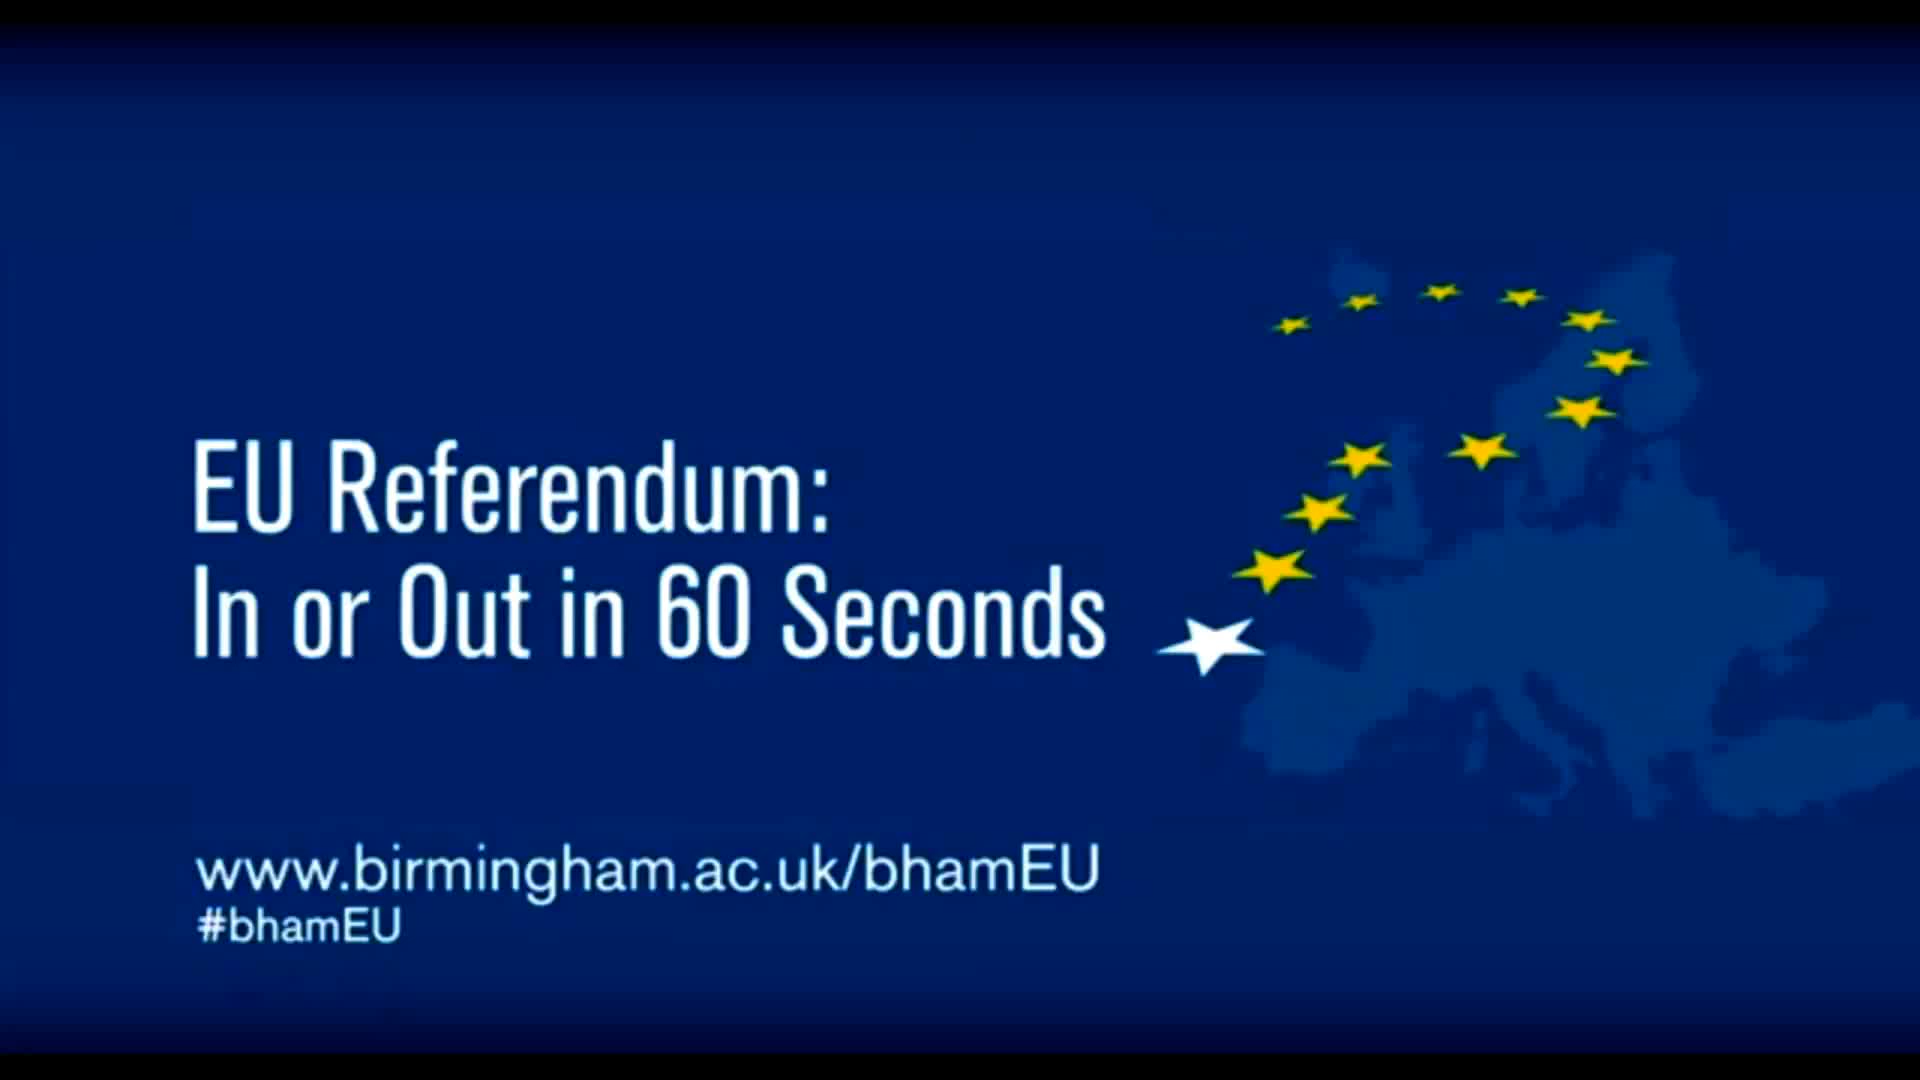 EU Referendum:
In or Out in 60 Seconds
www.birmingham.ac.uk/bhamEU
#bhamEU